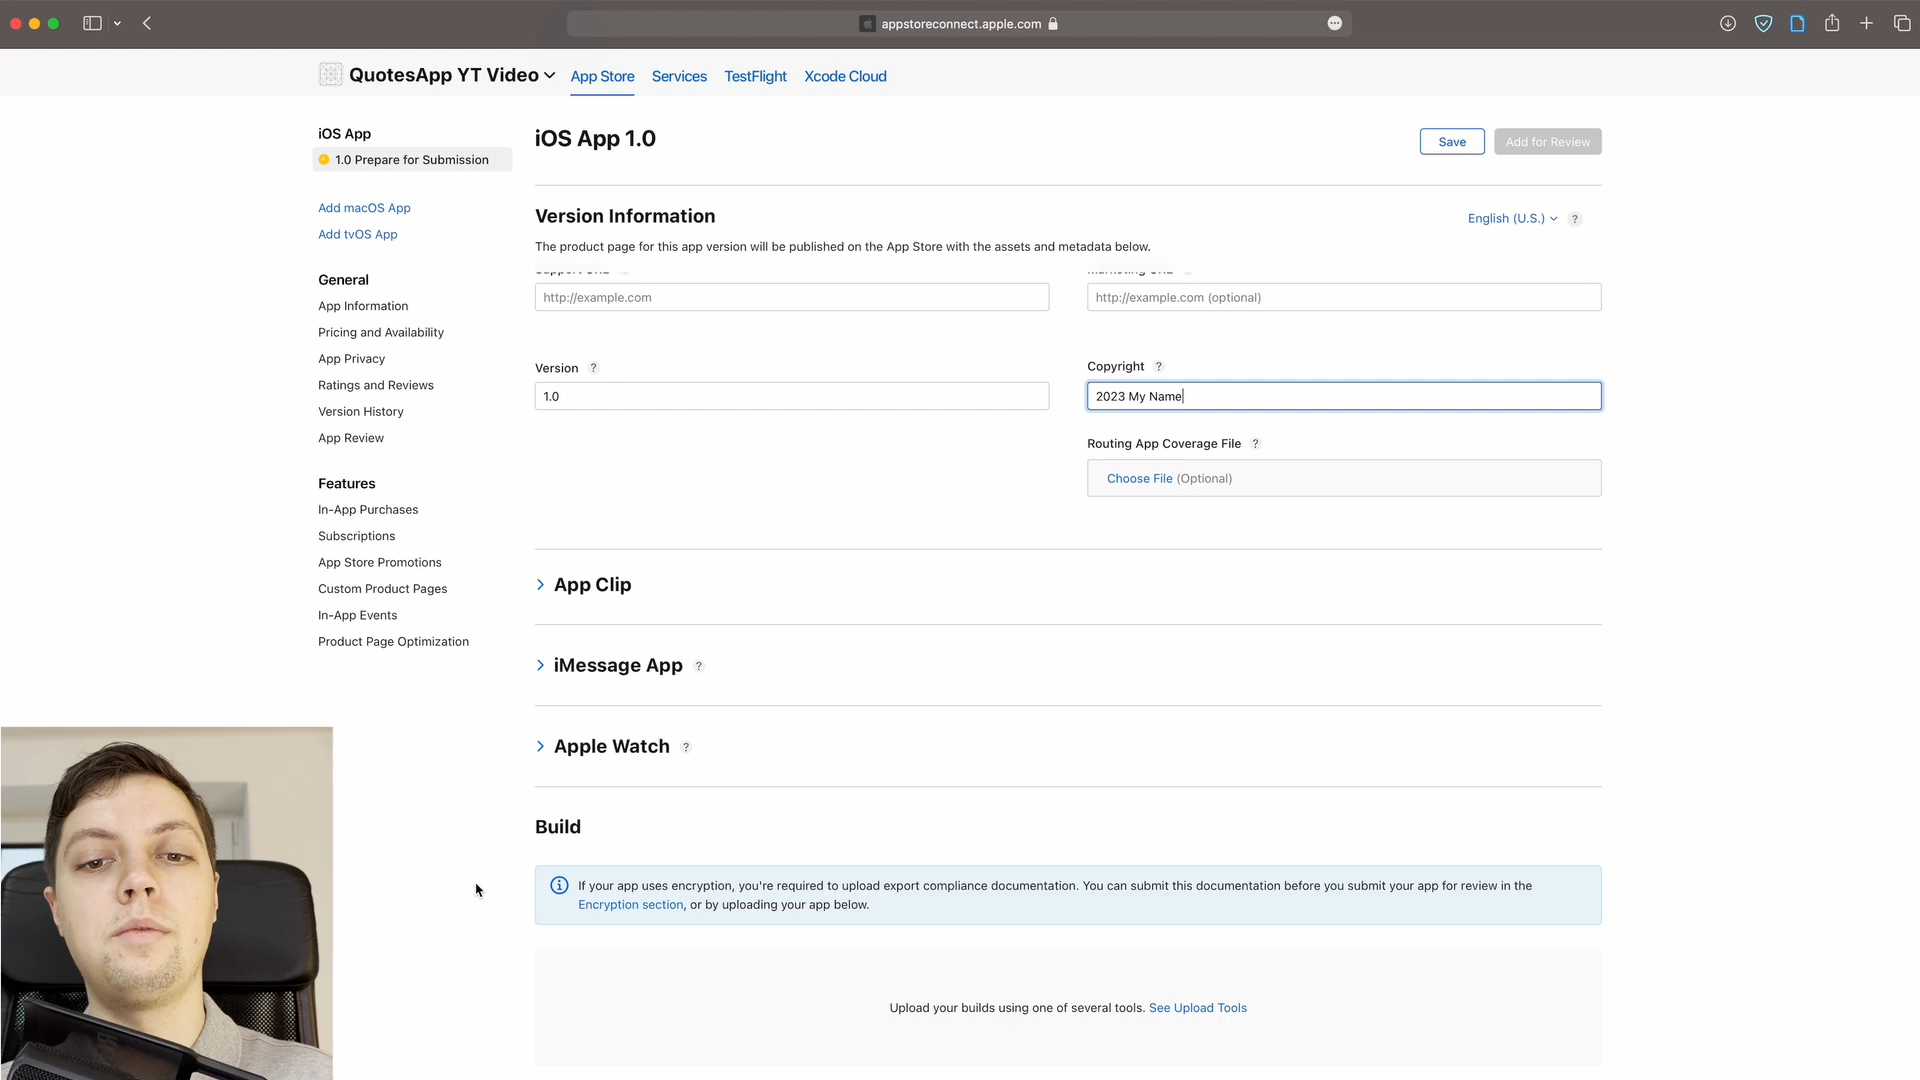 appstoreconnect.apple.com
QuotesApp YT Video
App Store
Services
TestFlight
Xcode Cloud
iOS App
1.0 Prepare for Submission
Add macOS App
Add tvOS App
General
App Information
Pricing and Availability
App Privacy
Ratings and Reviews
Version History
App Review
Features
In-App Purchases
Subscriptions
App Store Promotions
Custom Product Pages
In-App Events
Product Page Optimization
iOS App 1.0
Save
Add for Review
Version Information
English (U.S.)
?
The product page for this app version will be published on the App Store with the assets and metadata below.
http://example.com
http://example.com (optional)
Version ?
1.0
Copyright ?
2023 My Name
Routing App Coverage File ?
Choose File (Optional)
App Clip
iMessage App ?
Apple Watch ?
Build
If your app uses encryption, you're required to upload export compliance documentation. You can submit this documentation before you submit your app for review in the
Encryption section, or by uploading your app below.
Upload your builds using one of several tools. See Upload Tools